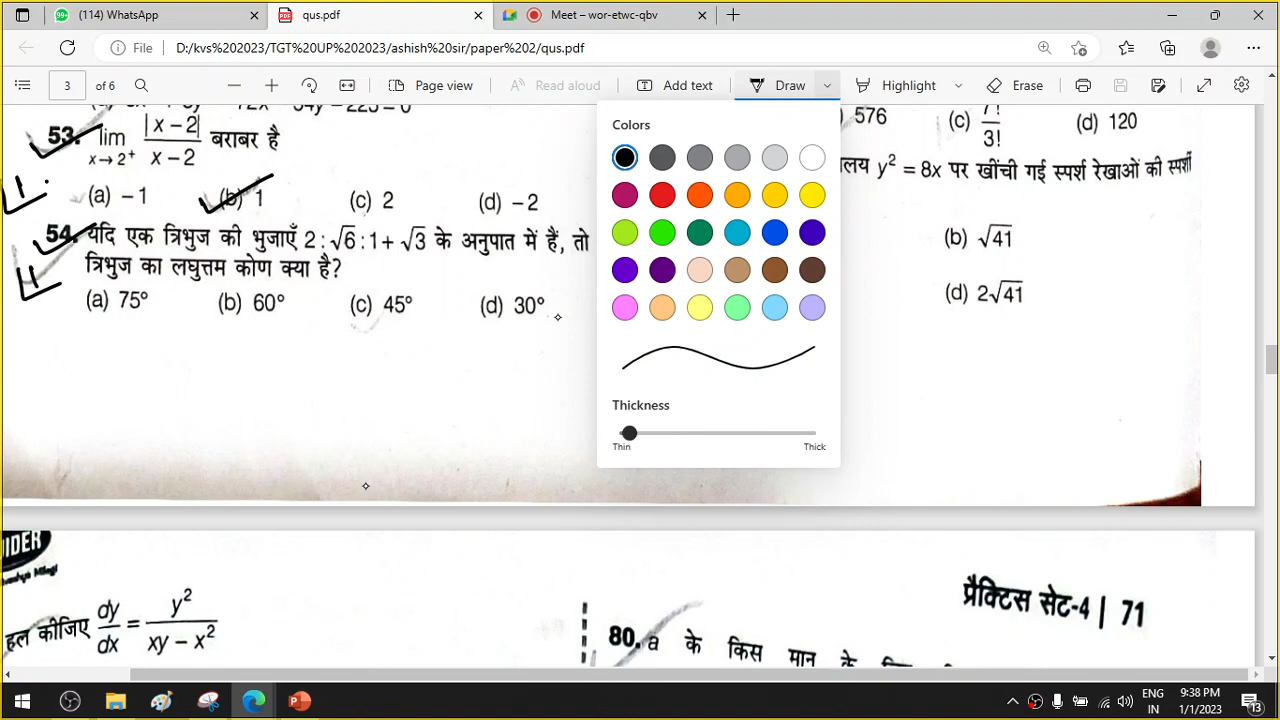 (114) WhatsApp
qus.pdf
Meet – wor-etwc-qbv
File
D:/kvs%202023/TGT%20UP%202023/ashish%20sir/paper%202/qus.pdf
3 of 6
Page view
Read aloud
Add text
Draw
Highlight
Erase
53. lim x→2⁺ |x – 2| / x – 2 बराबर है
(a) – 1 (b) 1 (c) 2 (d) – 2
54. यदि एक त्रिभुज की भुजाएँ 2 : √6 : 1 + √3 के अनुपात में हैं, तो
त्रिभुज का लघुत्तम कोण क्या है?
(a) 75° (b) 60° (c) 45° (d) 30°
Colors
Thickness
Thin Thick
576 (c) 7!/3! (d) 120
y² = 8x पर खींची गई स्पर्श रेखाओं की
(b) √41
(d) 2√41
हल कीजिए dy/dx = y² / xy – x²
प्रैक्टिस सेट-4 | 71
80. a के किस मान के
ENG
IN
9:38 PM
1/1/2023
13